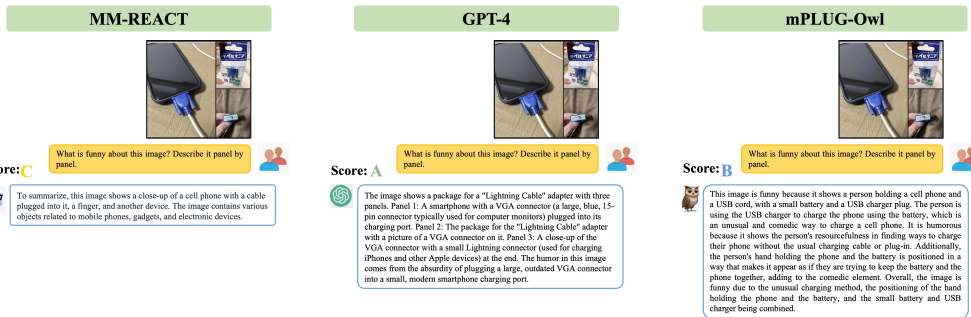 MM-REACT
What is funny about this image? Describe it panel by
panel.
ore:C
To summarize, this image shows a close-up of a cell phone with a cable
plugged into it, a finger, and another device. The image contains various
objects related to mobile phones, gadgets, and electronic devices.
GPT-4
What is funny about this image? Describe it panel by
panel.
Score: A
The image shows a package for a "Lightning Cable" adapter with three
panels. Panel 1: A smartphone with a VGA connector (a large, blue, 15-
pin connector typically used for computer monitors) plugged into its
charging port. Panel 2: The package for the "Lightning Cable" adapter
with a picture of a VGA connector on it. Panel 3: A close-up of the
VGA connector with a small Lightning connector (used for charging
iPhones and other Apple devices) at the end. The humor in this image
comes from the absurdity of plugging a large, outdated VGA connector
into a small, modern smartphone charging port.
mPLUG-Owl
What is funny about this image? Describe it panel by
panel.
Score: B
This image is funny because it shows a person holding a cell phone and
a USB cord, with a small battery and a USB charger plug. The person is
using the USB charger to charge the phone using the battery, which is
an unusual and comedic way to charge a cell phone. It is humorous
because it shows the person's resourcefulness in finding ways to charge
their phone without the usual charging cable or plug-in. Additionally,
the person's hand holding the phone and the battery is positioned in a
way that makes it appear as if they are trying to keep the battery and the
phone together, adding to the comedic element. Overall, the image is
funny due to the unusual charging method, the positioning of the hand
holding the phone and the battery, and the small battery and USB
charger being combined.